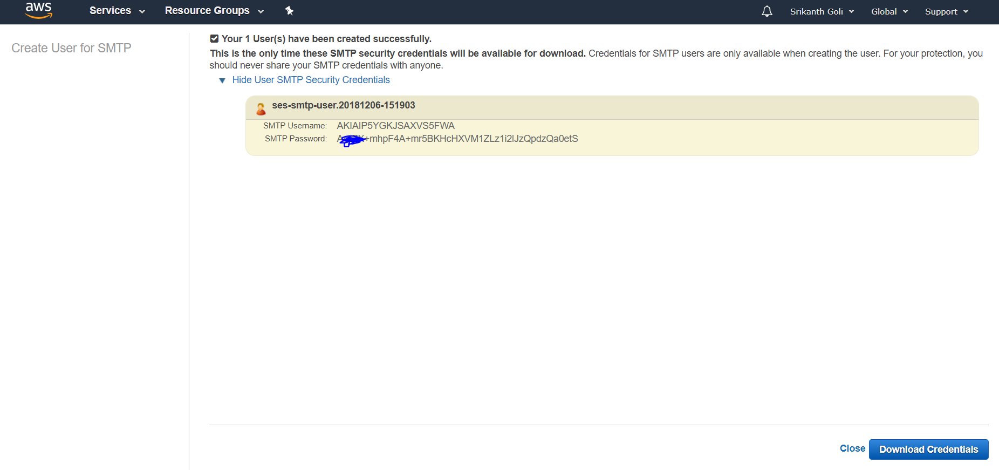 aws
Services
Resource Groups
Srikanth Goli
Global
Support
Create User for SMTP
Your 1 User(s) have been created successfully.
This is the only time these SMTP security credentials will be available for download. Credentials for SMTP users are only available when creating the user. For your protection, you
should never share your SMTP credentials with anyone.
Hide User SMTP Security Credentials
ses-smtp-user.20181206-151903
SMTP Username: AKIAIP5YGKJSAXVS5FWA
SMTP Password:
Close
Download Credentials